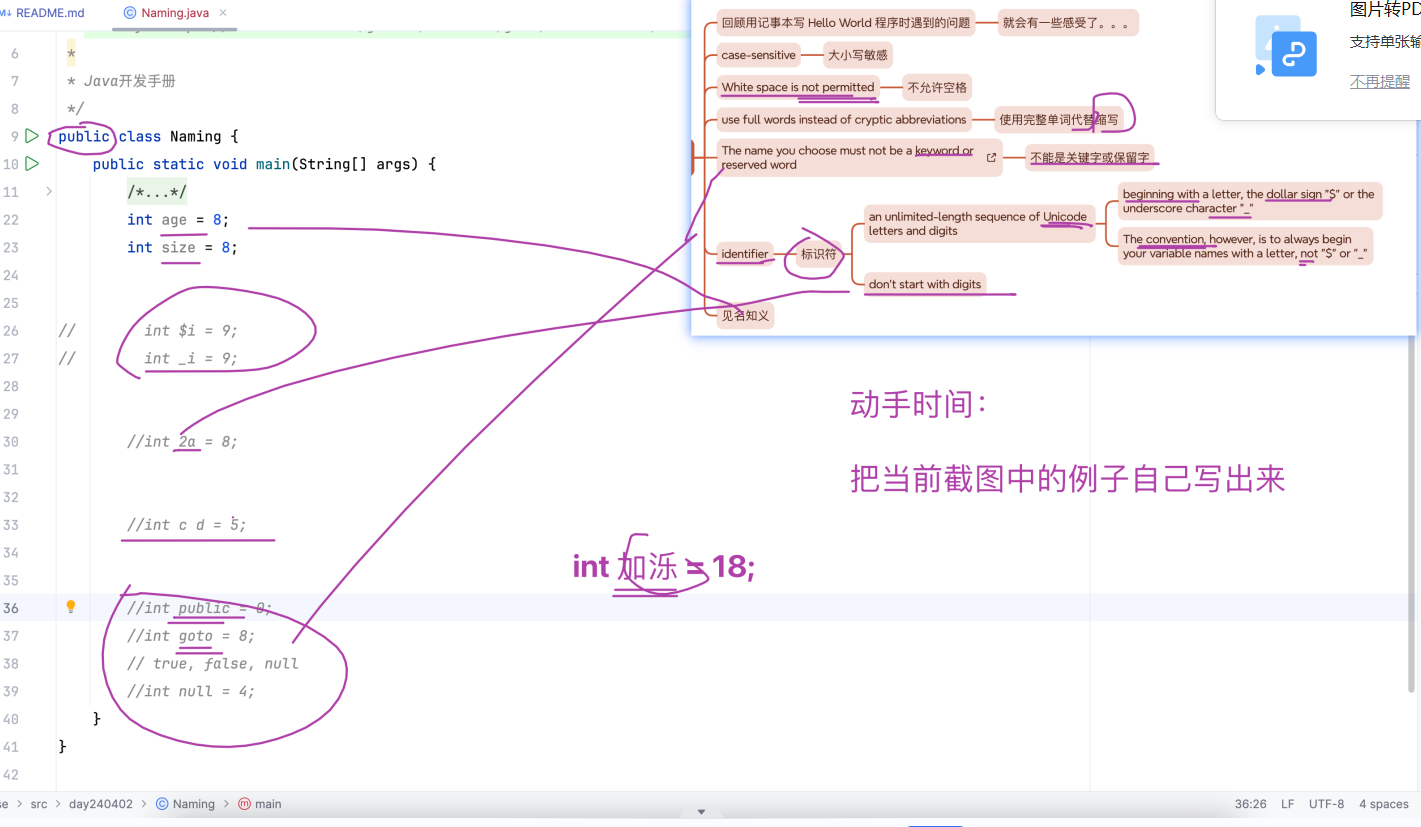 README.md
Naming.java
6 *
7 * Java开发手册
8 */
9 public class Naming {
10 public static void main(String[] args) {
11 /*...*/
22 int age = 8;
23 int size = 8;
24
25
26 // int $i = 9;
27 // int _i = 9;
28
29
30 //int 2a = 8;
31
32
33 //int c d = 5;
34
35
36 //int public = 0;
37 //int goto = 8;
38 // true, false, null
39 //int null = 4;
40 }
41 }
42
回顾用记事本写 Hello World 程序时遇到的问题
就会有一些感受了。。。
case-sensitive
大小写敏感
White space is not permitted
不允许空格
use full words instead of cryptic abbreviations
使用完整单词代替缩写
The name you choose must not be a keyword or
reserved word
不能是关键字或保留字
identifier
标识符
an unlimited-length sequence of Unicode
letters and digits
beginning with a letter, the dollar sign "$" or the
underscore character "_"
The convention, however, is to always begin
your variable names with a letter, not "$" or "_"
don't start with digits
见名知义
图片转PD
支持单张输
不再提醒
动手时间:
把当前截图中的例子自己写出来
int 加泺 = 18;
src
day240402
Naming
main
36:26
LF
UTF-8
4 spaces